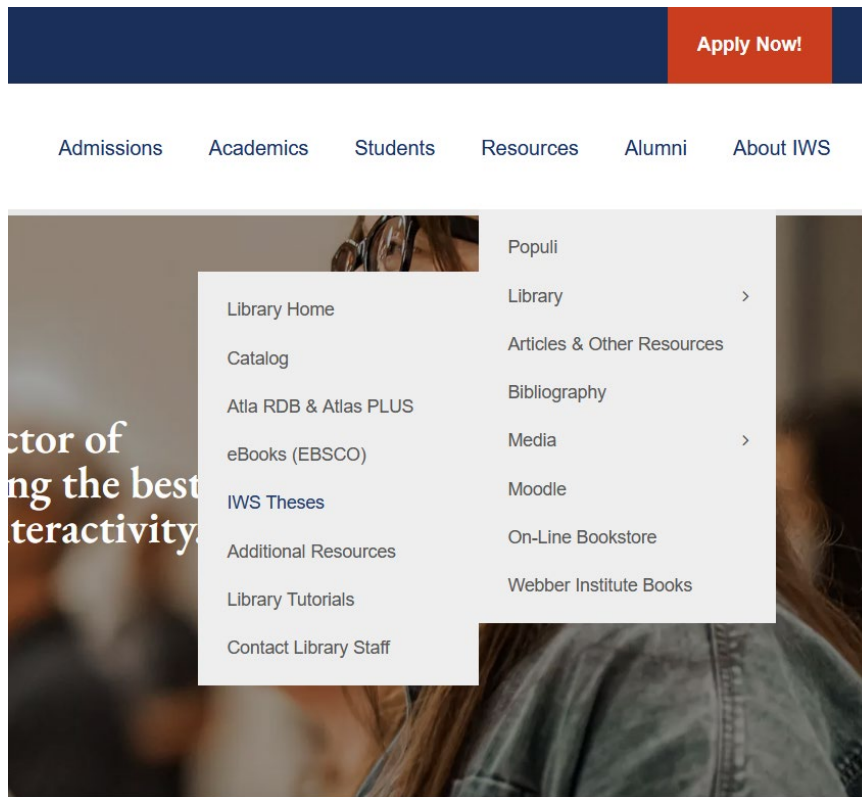 Apply Now!
Admissions Academics Students Resources Alumni About IWS
Populi
Library
Articles & Other Resources
Bibliography
Media
Moodle
On-Line Bookstore
Webber Institute Books
Library Home
Catalog
Atla RDB & Atlas PLUS
eBooks (EBSCO)
IWS Theses
Additional Resources
Library Tutorials
Contact Library Staff
ctor of
ng the best
teractivity.